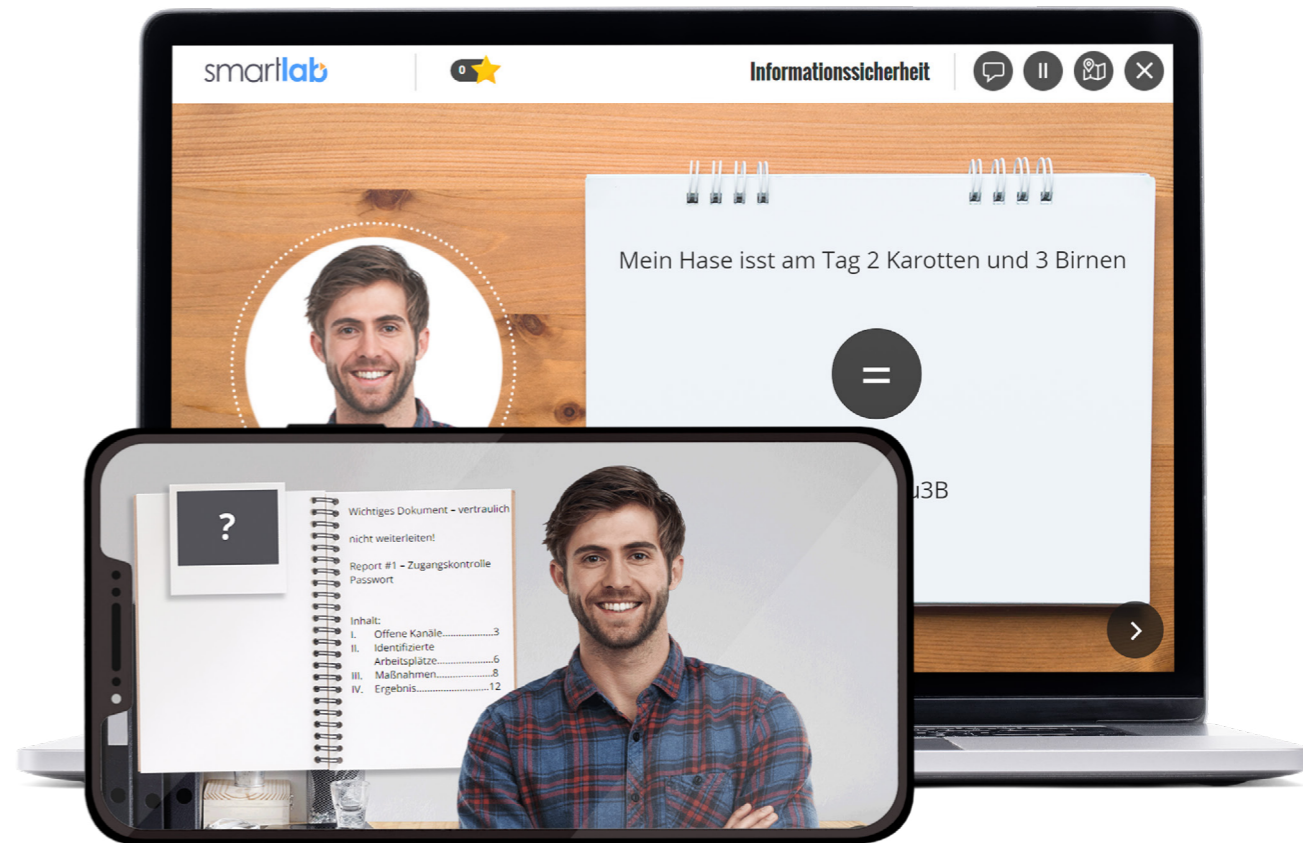 smartlab
0
Informationssicherheit
Mein Hase isst am Tag 2 Karotten und 3 Birnen
=
u3B
?
Wichtiges Dokument – vertraulich
nicht weiterleiten!
Report #1 – Zugangskontrolle
Passwort
Inhalt:
I. Offene Kanäle...................3
II. Identifizierte
Arbeitsplätze.....................6
III. Maßnahmen......................8
IV. Ergebnis.........................12